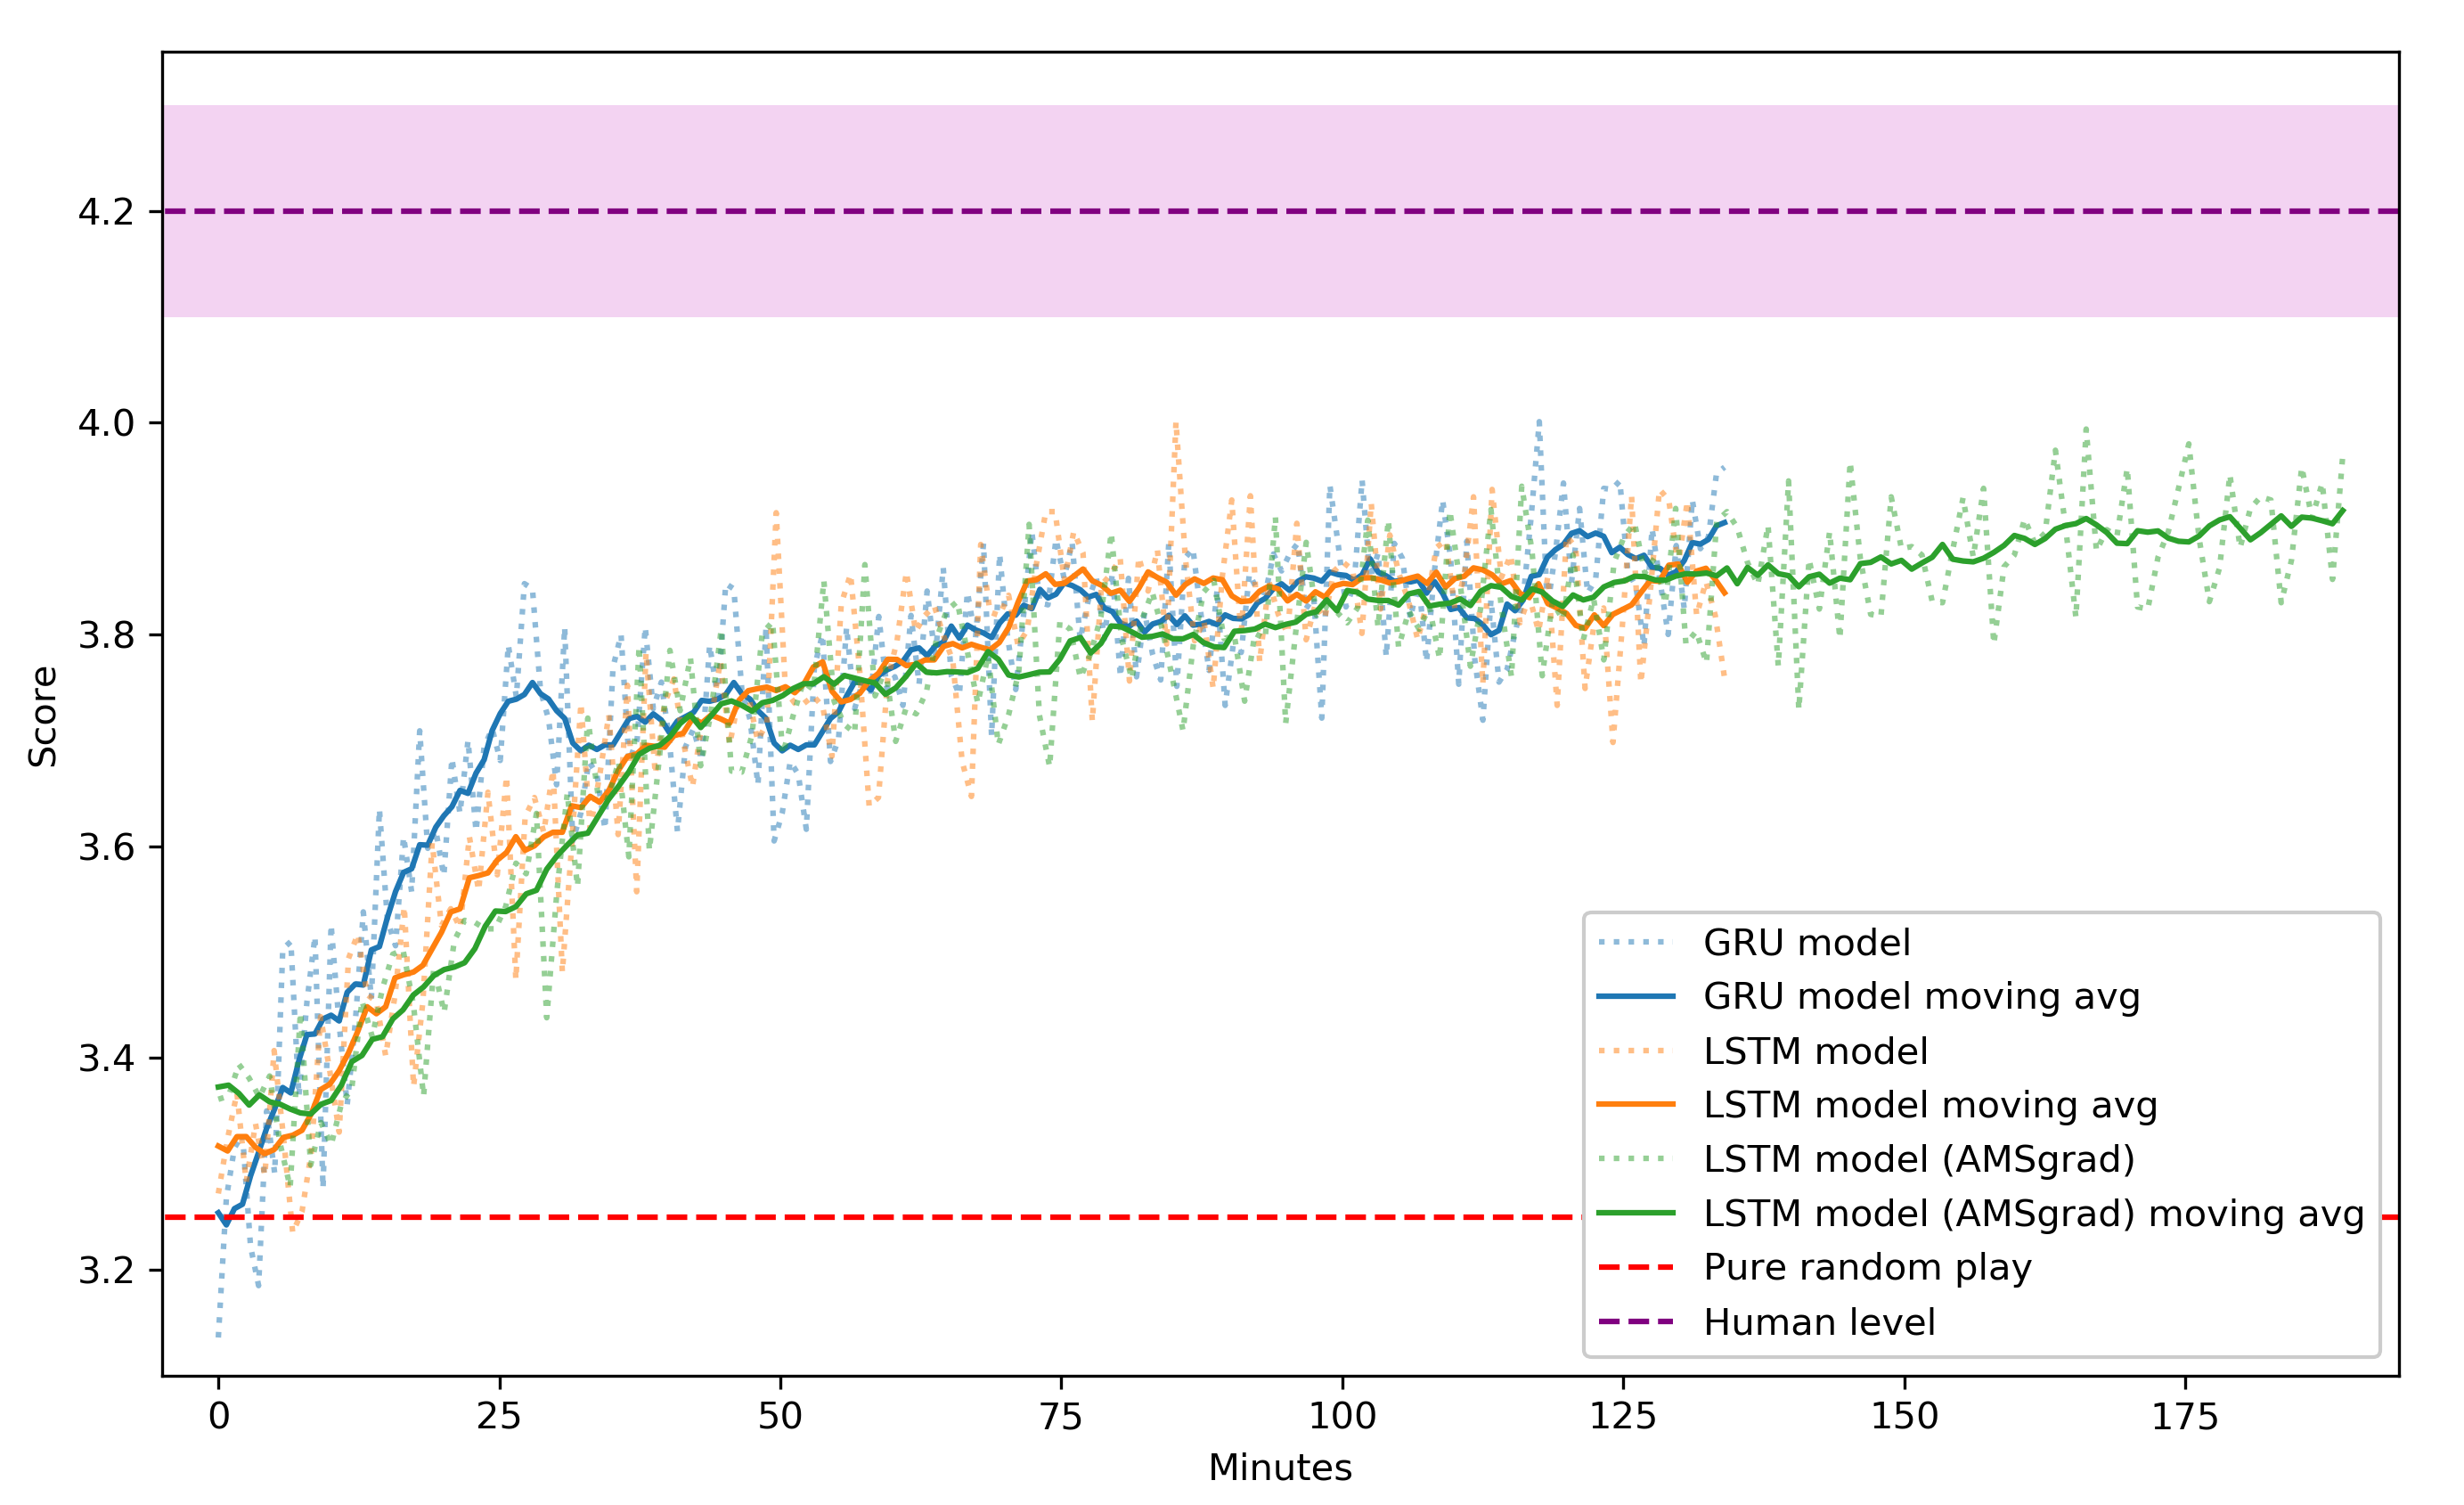 Score
4.2
4.0
3.8
3.6
3.4
3.2
0 25 50 75 100 125 150 175
Minutes
GRU model
GRU model moving avg
LSTM model
LSTM model moving avg
LSTM model (AMSgrad)
LSTM model (AMSgrad) moving avg
Pure random play
Human level